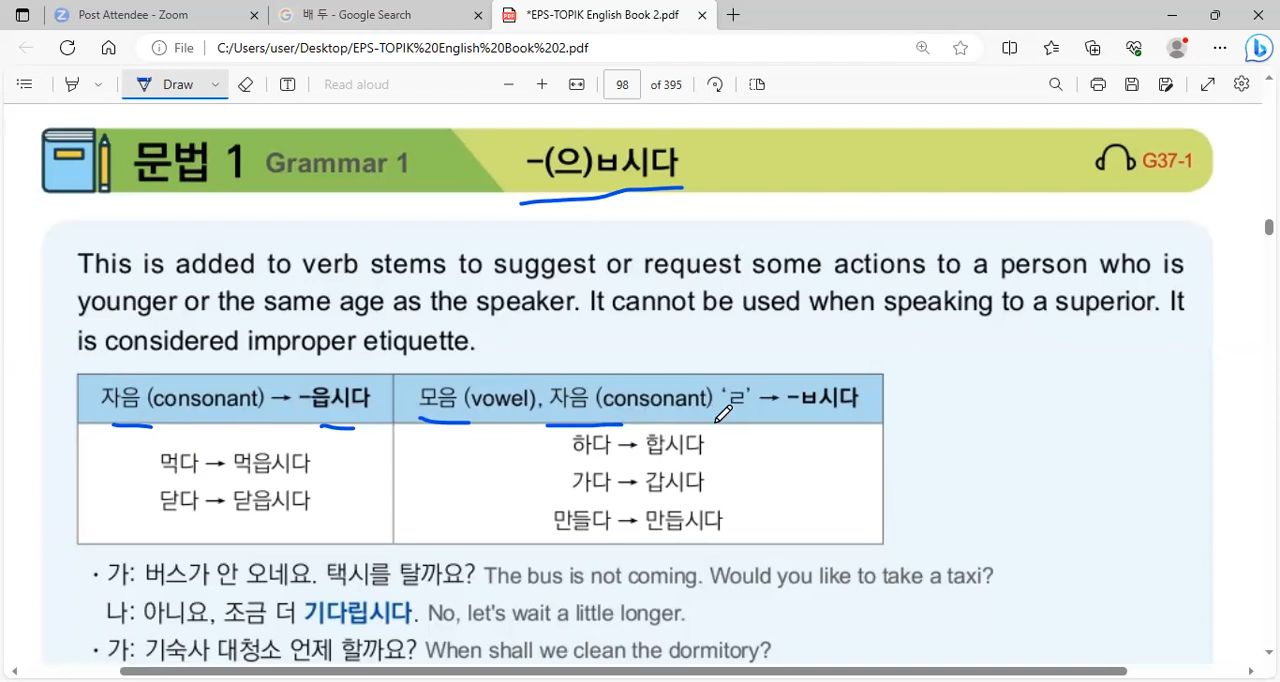 Post Attendee - Zoom
배 두 - Google Search
*EPS-TOPIK English Book 2.pdf
File
C:/Users/user/Desktop/EPS-TOPIK%20English%20Book%202.pdf
Draw
Read aloud
98 of 395
문법 1 Grammar 1 -(으)ㅂ시다 G37-1
This is added to verb stems to suggest or request some actions to a person who is
younger or the same age as the speaker. It cannot be used when speaking to a superior. It
is considered improper etiquette.
자음 (consonant) → -읍시다
모음 (vowel), 자음 (consonant) ‘ㄹ’ → -ㅂ시다
먹다 → 먹읍시다
닫다 → 닫읍시다
하다 → 합시다
가다 → 갑시다
만들다 → 만듭시다
· 가: 버스가 안 오네요. 택시를 탈까요? The bus is not coming. Would you like to take a taxi?
나: 아니요, 조금 더 기다립시다. No, let's wait a little longer.
· 가: 기숙사 대청소 언제 할까요? When shall we clean the dormitory?